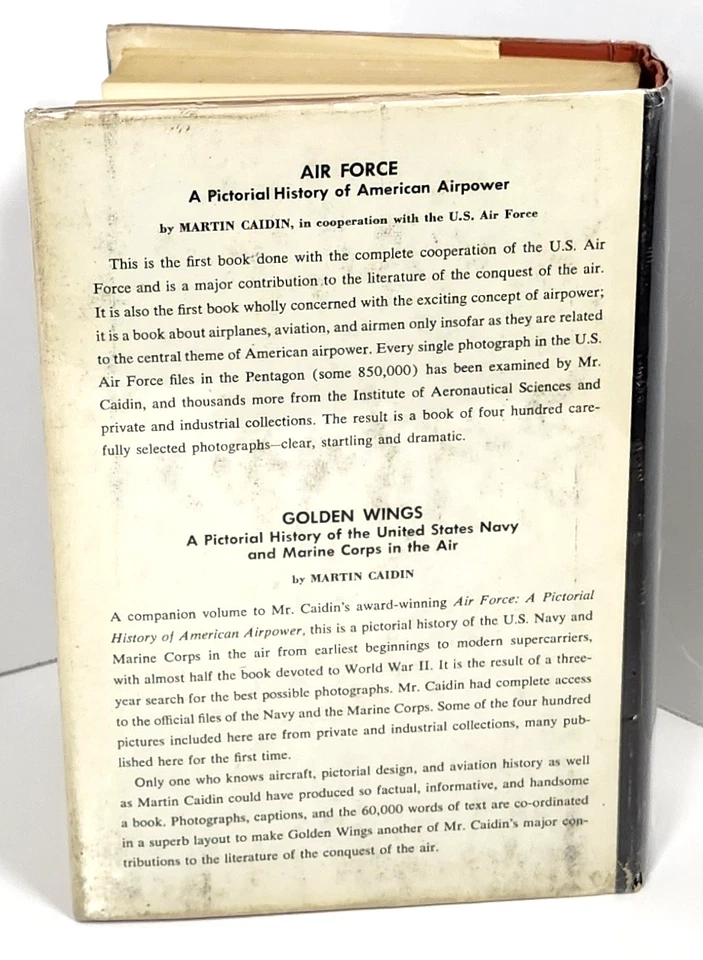 AIR FORCE
A Pictorial History of American Airpower
by MARTIN CAIDIN, in cooperation with the U.S. Air Force
This is the first book done with the complete cooperation of the U.S. Air
Force and is a major contribution to the literature of the conquest of the air.
It is also the first book wholly concerned with the exciting concept of airpower;
it is a book about airplanes, aviation, and airmen only insofar as they are related
to the central theme of American airpower. Every single photograph in the U.S.
Air Force files in the Pentagon (some 850,000) has been examined by Mr.
Caidin, and thousands more from the Institute of Aeronautical Sciences and
private and industrial collections. The result is a book of four hundred care-
fully selected photographs—clear, startling and dramatic.
GOLDEN WINGS
A Pictorial History of the United States Navy
and Marine Corps in the Air
by MARTIN CAIDIN
A companion volume to Mr. Caidin's award-winning Air Force: A Pictorial
History of American Airpower, this is a pictorial history of the U.S. Navy and
Marine Corps in the air from earliest beginnings to modern supercarriers,
with almost half the book devoted to World War II. It is the result of a three-
year search for the best possible photographs. Mr. Caidin had complete access
to the official files of the Navy and the Marine Corps. Some of the four hundred
pictures included here are from private and industrial collections, many pub-
lished here for the first time.
Only one who knows aircraft, pictorial design, and aviation history as well
as Martin Caidin could have produced so factual, informative, and handsome
a book. Photographs, captions, and the 60,000 words of text are co-ordinated
in a superb layout to make Golden Wings another of Mr. Caidin's major con-
tributions to the literature of the conquest of the air.